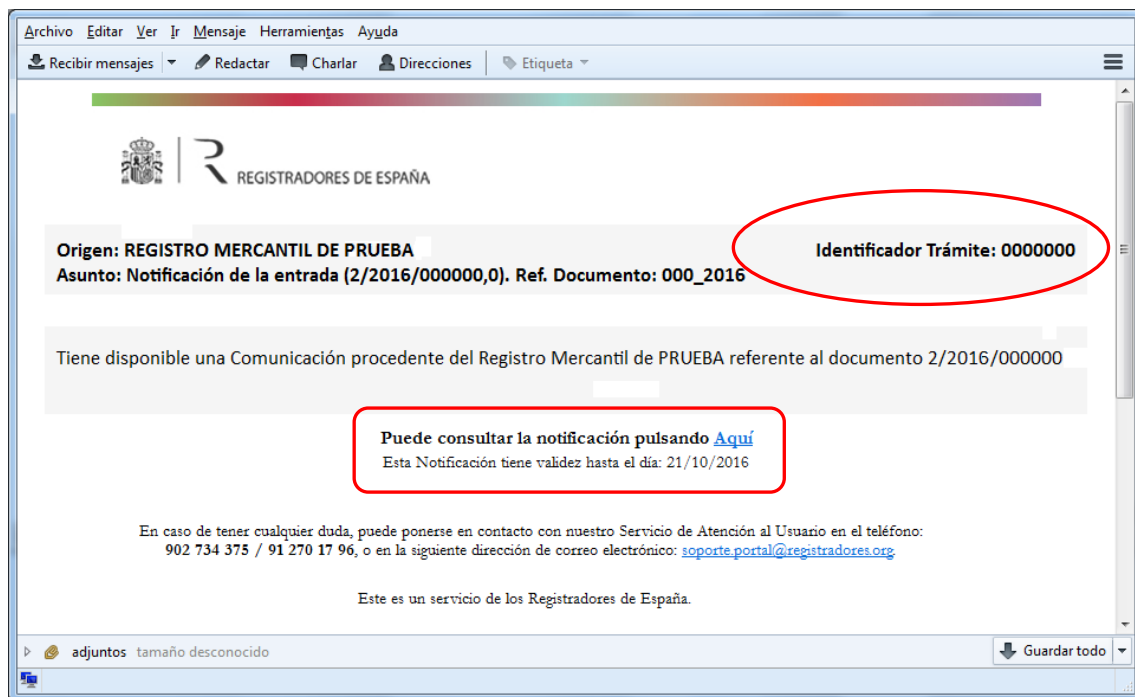 Archivo Editar Ver Ir Mensaje Herramientas Ayuda
Recibir mensajes Redactar Charlar Direcciones Etiqueta
REGISTRADORES DE ESPAÑA
Origen: REGISTRO MERCANTIL DE PRUEBA Identificador Trámite: 0000000
Asunto: Notificación de la entrada (2/2016/000000,0). Ref. Documento: 000_2016
Tiene disponible una Comunicación procedente del Registro Mercantil de PRUEBA referente al documento 2/2016/000000
Puede consultar la notificación pulsando Aquí
Esta Notificación tiene validez hasta el día: 21/10/2016
En caso de tener cualquier duda, puede ponerse en contacto con nuestro Servicio de Atención al Usuario en el teléfono:
902 734 375 / 91 270 17 96, o en la siguiente dirección de correo electrónico: soporte.portal@registradores.org.
Este es un servicio de los Registradores de España.
adjuntos tamaño desconocido Guardar todo